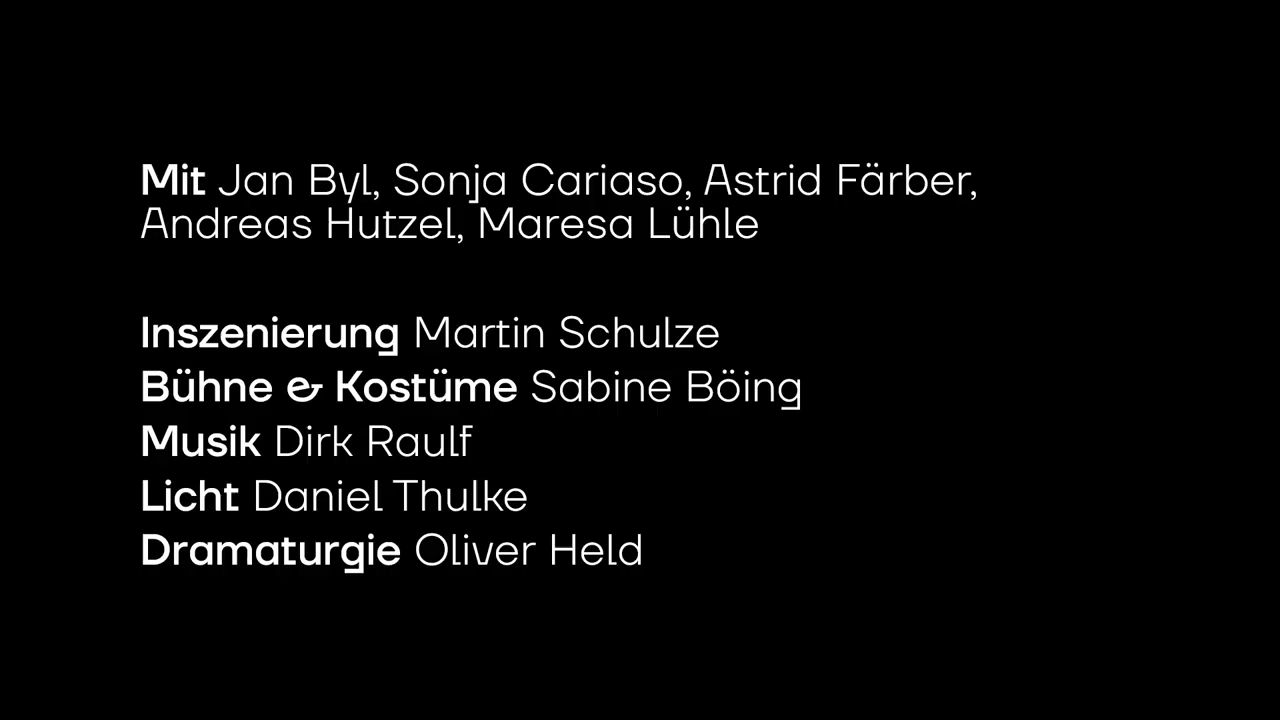 Mit Jan Byl, Sonja Cariaso, Astrid Färber,
Andreas Hutzel, Maresa Lühle
Inszenierung Martin Schulze
Bühne & Kostüme Sabine Böing
Musik Dirk Raulf
Licht Daniel Thulke
Dramaturgie Oliver Held